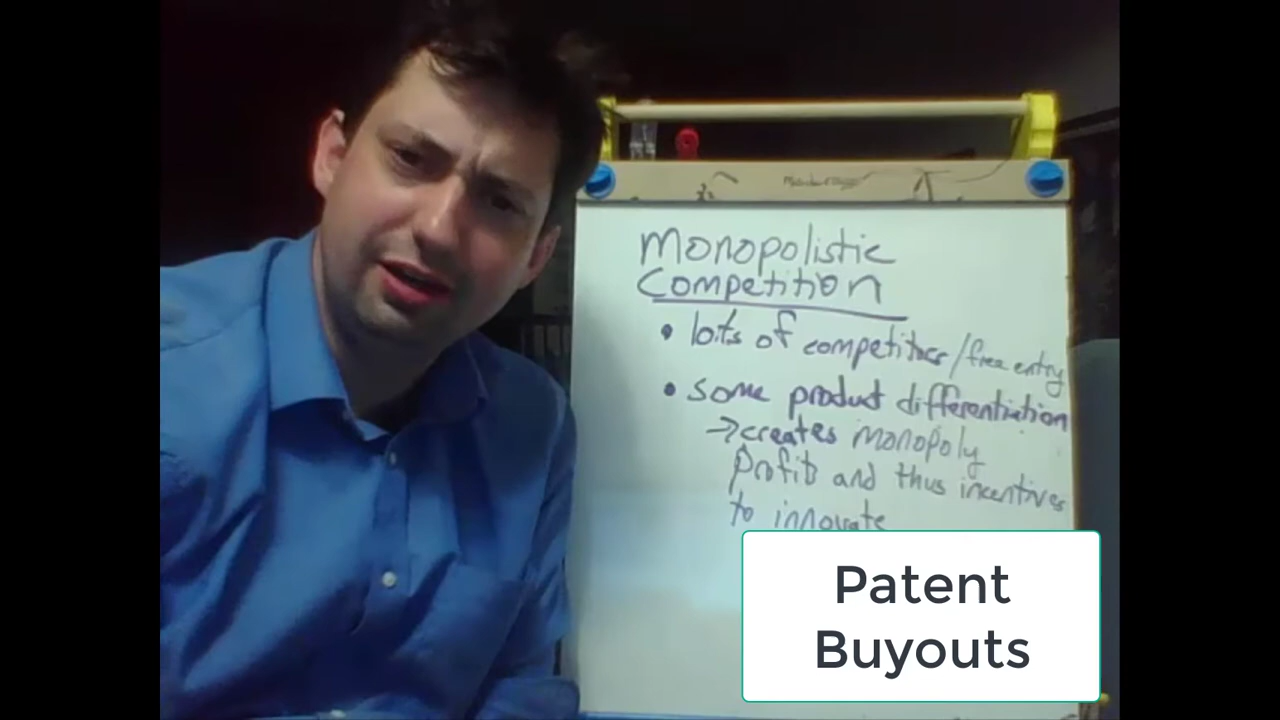 Monopolistic
Competition
• lots of competitors/free entry
• some product differentiation
→creates monopoly
profits and thus incentives
to innovate
Patent
Buyouts